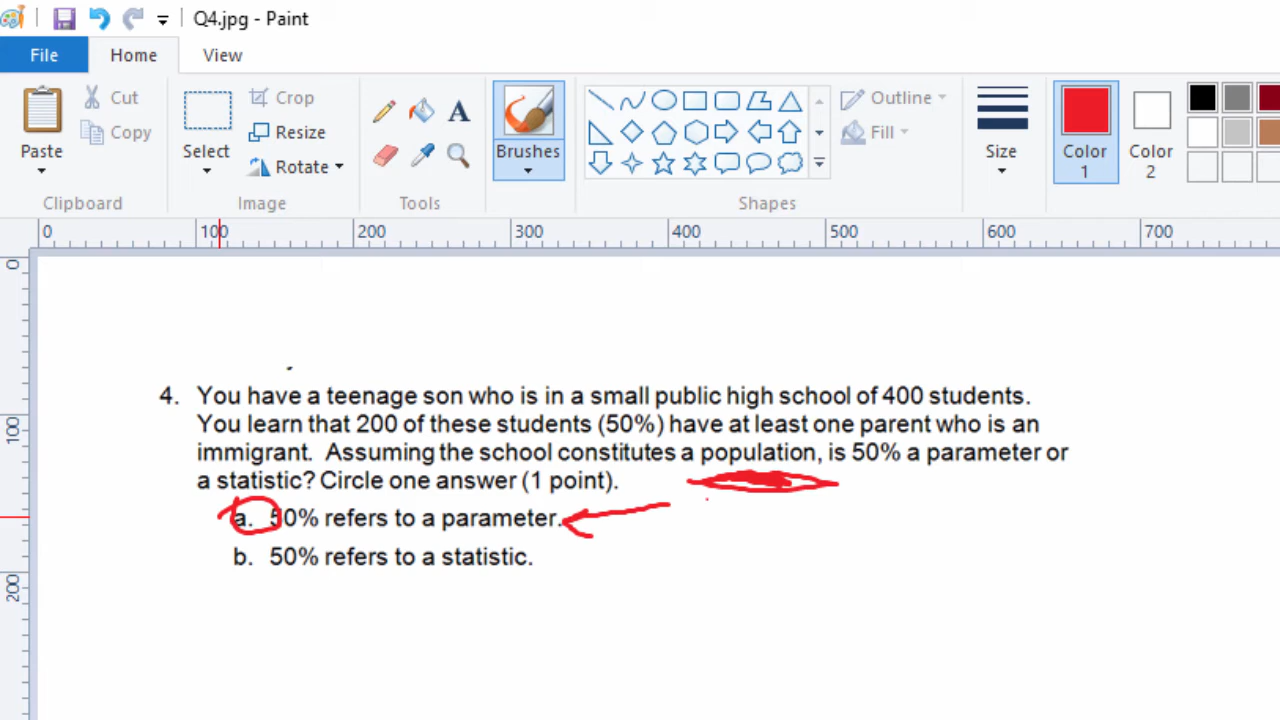 Q4.jpg - Paint
File Home View
Paste
Cut
Copy
Clipboard
Select
Crop
Resize
Rotate
Image
A
Tools
Brushes
Outline
Fill
Shapes
Size
Color 1
Color 2
0 100 200 300 400 500 600 700
0
100
200
4. You have a teenage son who is in a small public high school of 400 students.
You learn that 200 of these students (50%) have at least one parent who is an
immigrant. Assuming the school constitutes a population, is 50% a parameter or
a statistic? Circle one answer (1 point).
a. 50% refers to a parameter.
b. 50% refers to a statistic.